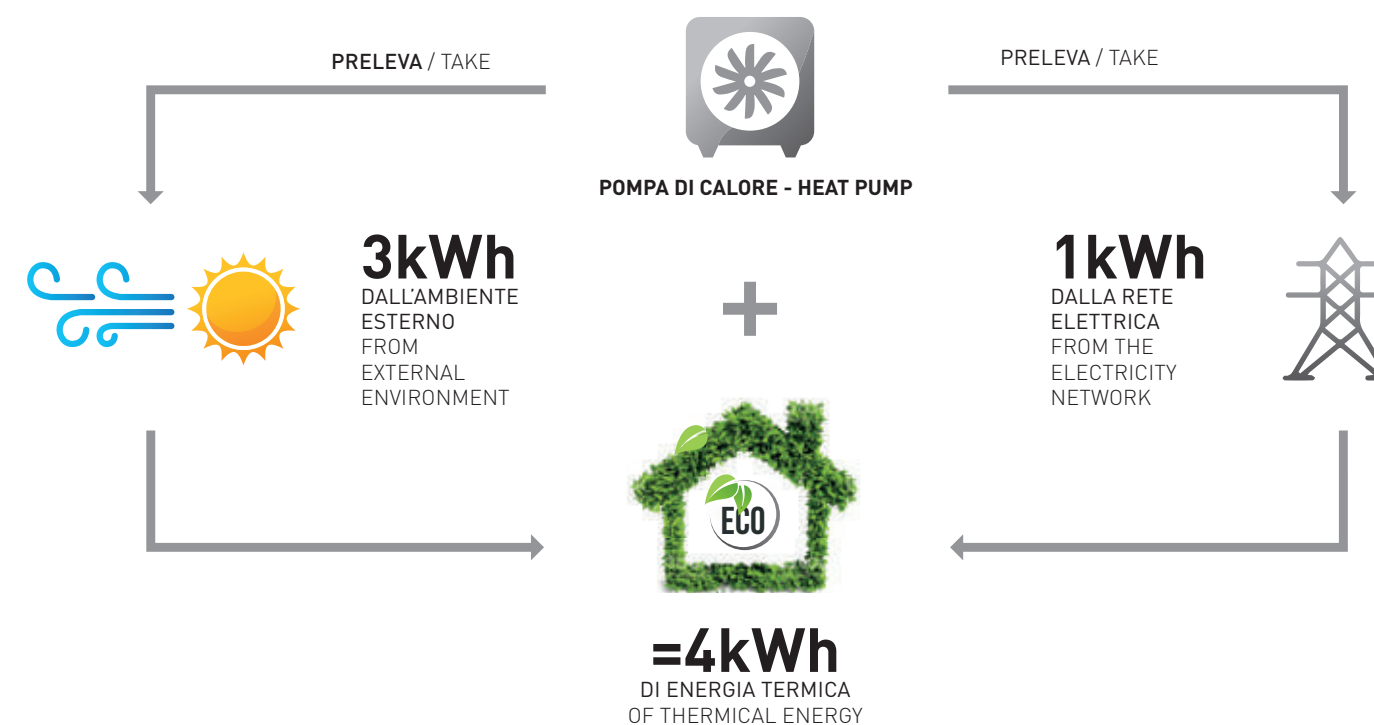 PRELEVA / TAKE
PRELEVA / TAKE
POMPA DI CALORE - HEAT PUMP
3kWh
DALL'AMBIENTE
ESTERNO
FROM
EXTERNAL
ENVIRONMENT
+
1kWh
DALLA RETE
ELETTRICA
FROM THE
ELECTRICITY
NETWORK
ECO
=4kWh
DI ENERGIA TERMICA
OF THERMICAL ENERGY